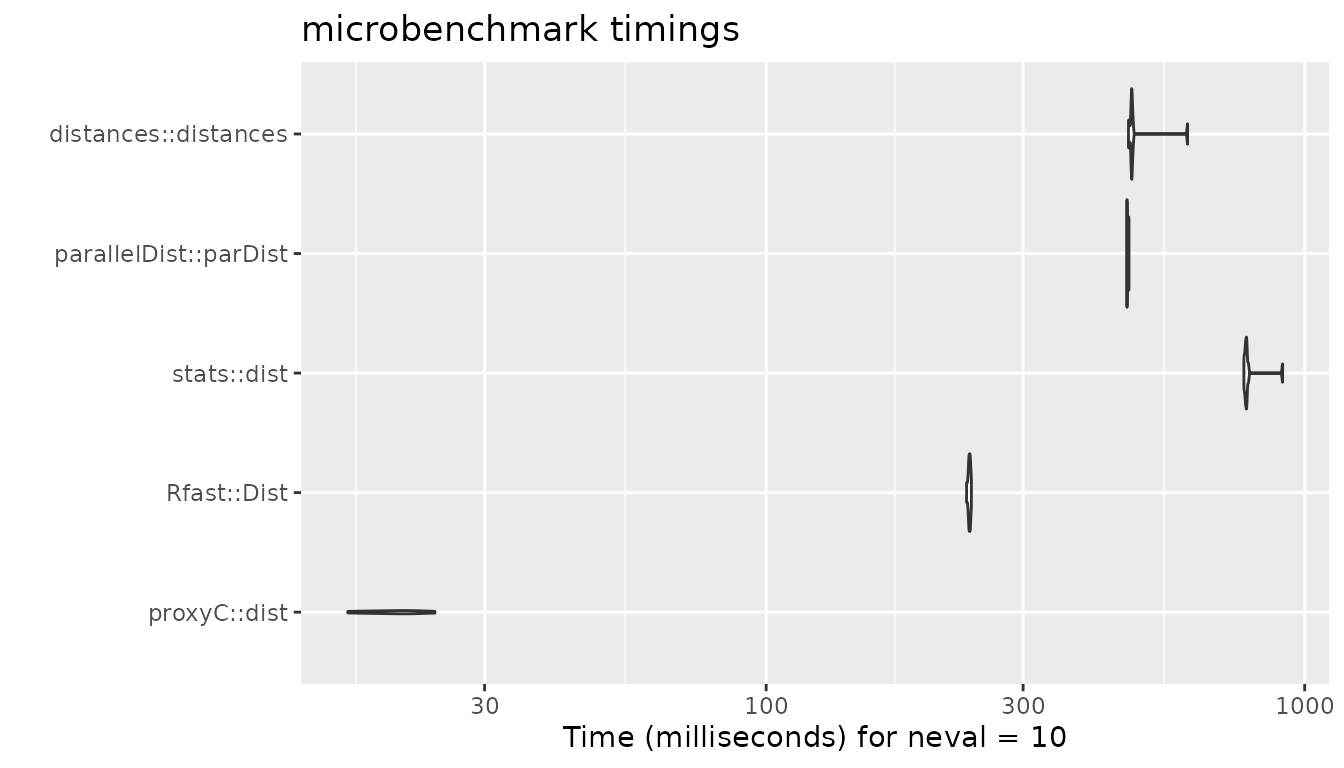 microbenchmark timings
distances::distances
parallelDist::parDist
stats::dist
Rfast::Dist
proxyC::dist
30 100 300 1000
Time (milliseconds) for neval = 10